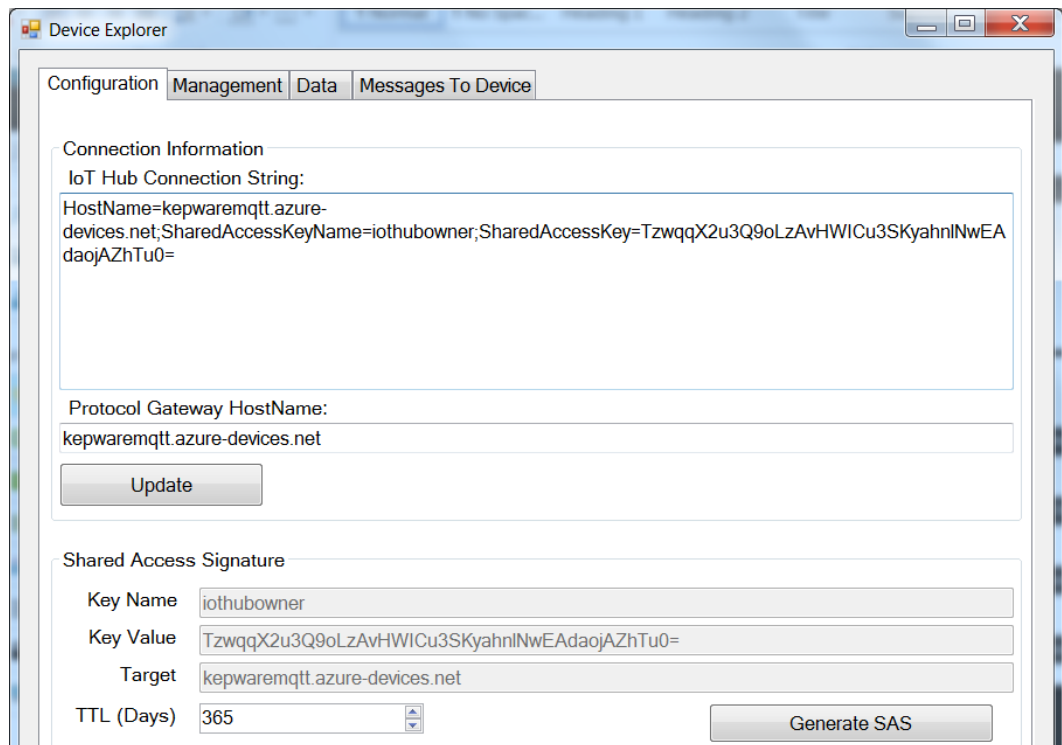 Device Explorer
Configuration Management Data Messages To Device
Connection Information
IoT Hub Connection String:
HostName=kepwaremqtt.azure-
devices.net;SharedAccessKeyName=iothubowner;SharedAccessKey=TzwqqX2u3Q9oLzAvHWICu3SKyahnlNwEA
daojAZhTu0=
Protocol Gateway HostName:
kepwaremqtt.azure-devices.net
Update
Shared Access Signature
Key Name iothubowner
Key Value TzwqqX2u3Q9oLzAvHWICu3SKyahnlNwEAdaojAZhTu0=
Target kepwaremqtt.azure-devices.net
TTL (Days) 365
Generate SAS